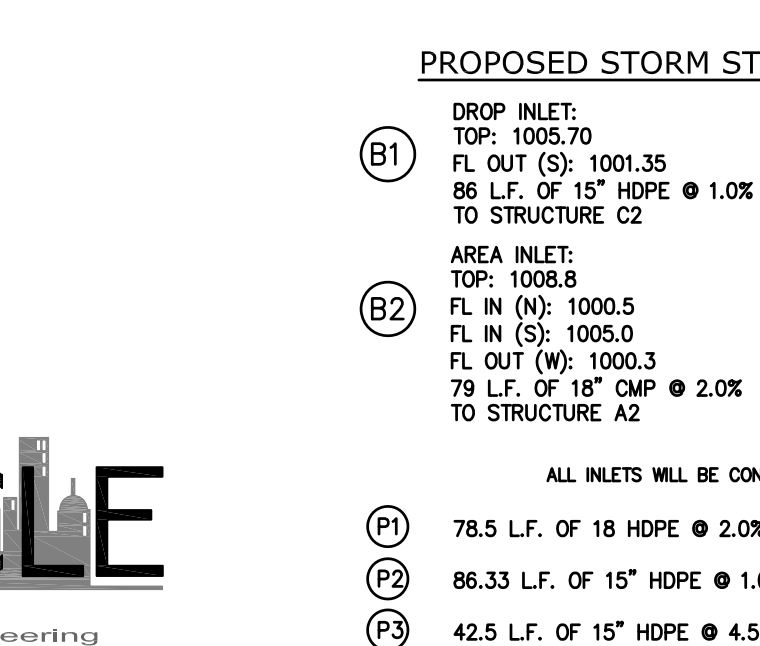 PROPOSED STORM ST
B1
DROP INLET:
TOP: 1005.70
FL OUT (S): 1001.35
86 L.F. OF 15” HDPE @ 1.0%
TO STRUCTURE C2
B2
AREA INLET:
TOP: 1008.8
FL IN (N): 1000.5
FL IN (S): 1005.0
FL OUT (W): 1000.3
79 L.F. OF 18” CMP @ 2.0%
TO STRUCTURE A2
ALL INLETS WILL BE CON
P1 78.5 L.F. OF 18 HDPE @ 2.0%
P2 86.33 L.F. OF 15” HDPE @ 1.0
P3 42.5 L.F. OF 15” HDPE @ 4.5
LE
eering